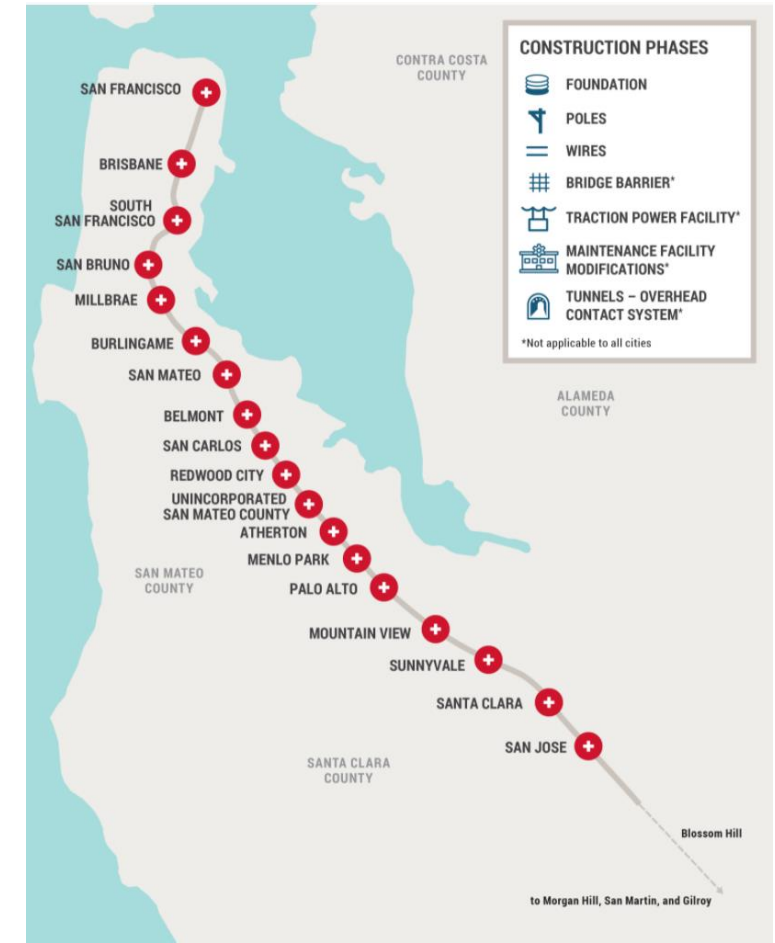 CONTRA COSTA
COUNTY
CONSTRUCTION PHASES
FOUNDATION
POLES
WIRES
BRIDGE BARRIER*
TRACTION POWER FACILITY*
MAINTENANCE FACILITY
MODIFICATIONS*
TUNNELS – OVERHEAD
CONTACT SYSTEM*
*Not applicable to all cities
SAN FRANCISCO
BRISBANE
SOUTH
SAN FRANCISCO
SAN BRUNO
MILLBRAE
BURLINGAME
SAN MATEO
BELMONT
SAN CARLOS
REDWOOD CITY
UNINCORPORATED
SAN MATEO COUNTY
ATHERTON
MENLO PARK
PALO ALTO
MOUNTAIN VIEW
SUNNYVALE
SANTA CLARA
SAN JOSE
ALAMEDA
COUNTY
SAN MATEO
COUNTY
SANTA CLARA
COUNTY
Blossom Hill
to Morgan Hill, San Martin, and Gilroy